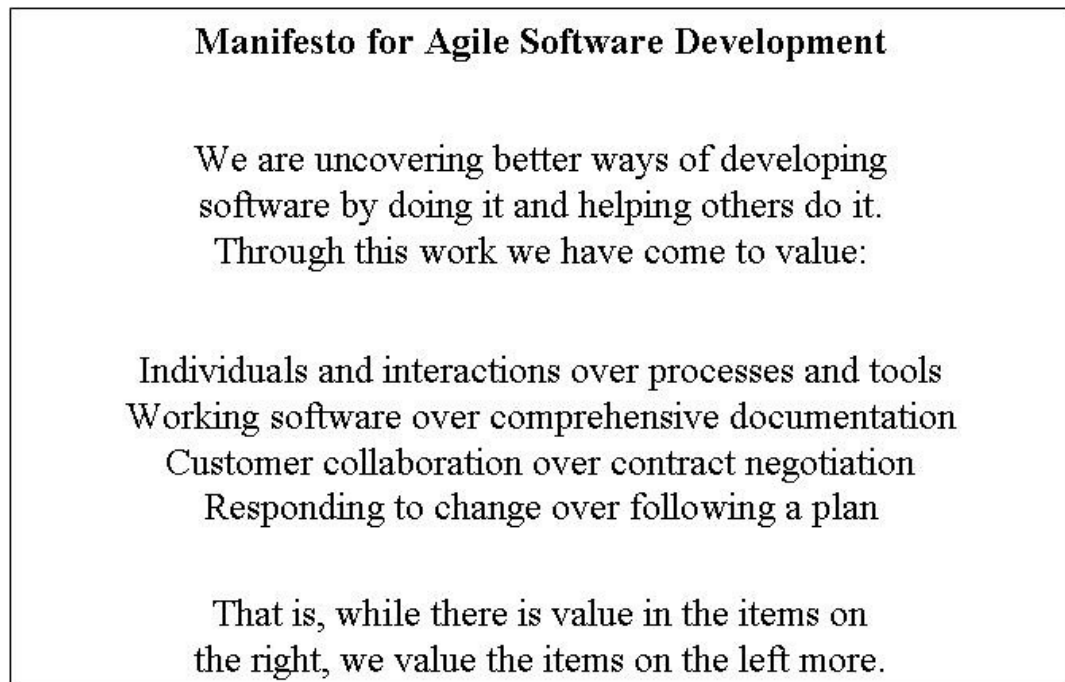 Manifesto for Agile Software Development
We are uncovering better ways of developing
software by doing it and helping others do it.
Through this work we have come to value:
Individuals and interactions over processes and tools
Working software over comprehensive documentation
Customer collaboration over contract negotiation
Responding to change over following a plan
That is, while there is value in the items on
the right, we value the items on the left more.